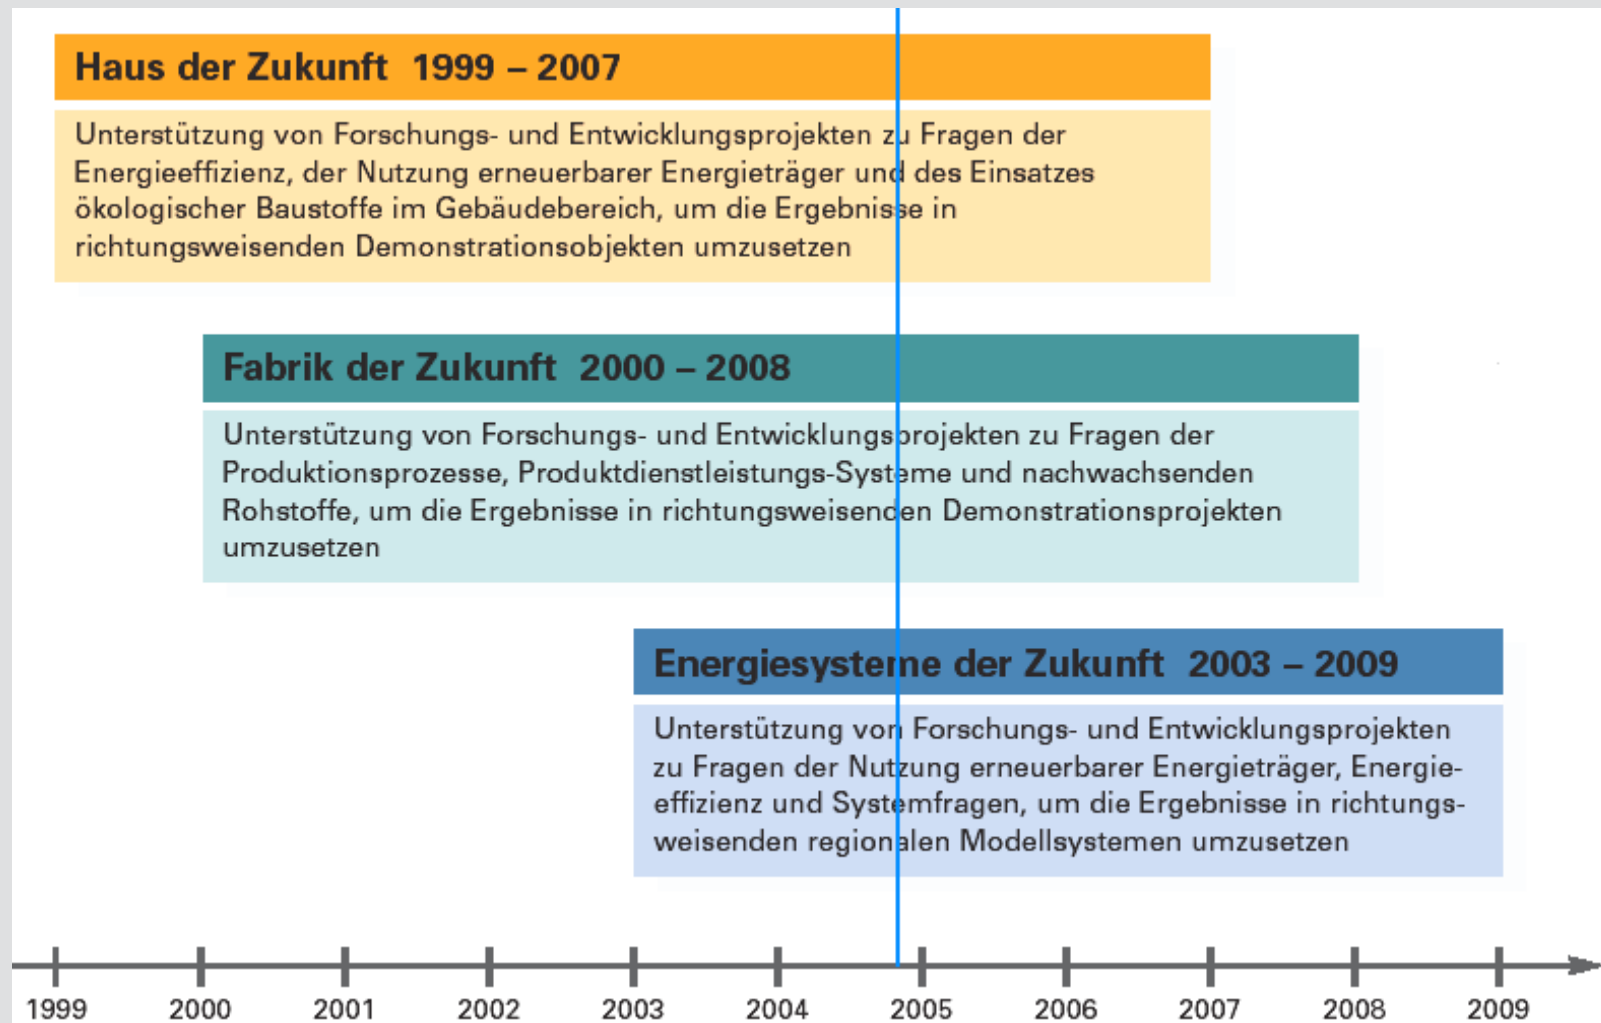 Haus der Zukunft 1999 – 2007
Unterstützung von Forschungs- und Entwicklungsprojekten zu Fragen der
Energieeffizienz, der Nutzung erneuerbarer Energieträger und des Einsatzes
ökologischer Baustoffe im Gebäudebereich, um die Ergebnisse in
richtungsweisenden Demonstrationsobjekten umzusetzen
Fabrik der Zukunft 2000 – 2008
Unterstützung von Forschungs- und Entwicklungsprojekten zu Fragen der
Produktionsprozesse, Produktdienstleistungs-Systeme und nachwachsenden
Rohstoffe, um die Ergebnisse in richtungsweisenden Demonstrationsprojekten
umzusetzen
Energiesysteme der Zukunft 2003 – 2009
Unterstützung von Forschungs- und Entwicklungsprojekten
zu Fragen der Nutzung erneuerbarer Energieträger, Energie-
effizienz und Systemfragen, um die Ergebnisse in richtungs-
weisenden regionalen Modellsystemen umzusetzen
1999 2000 2001 2002 2003 2004 2005 2006 2007 2008 2009